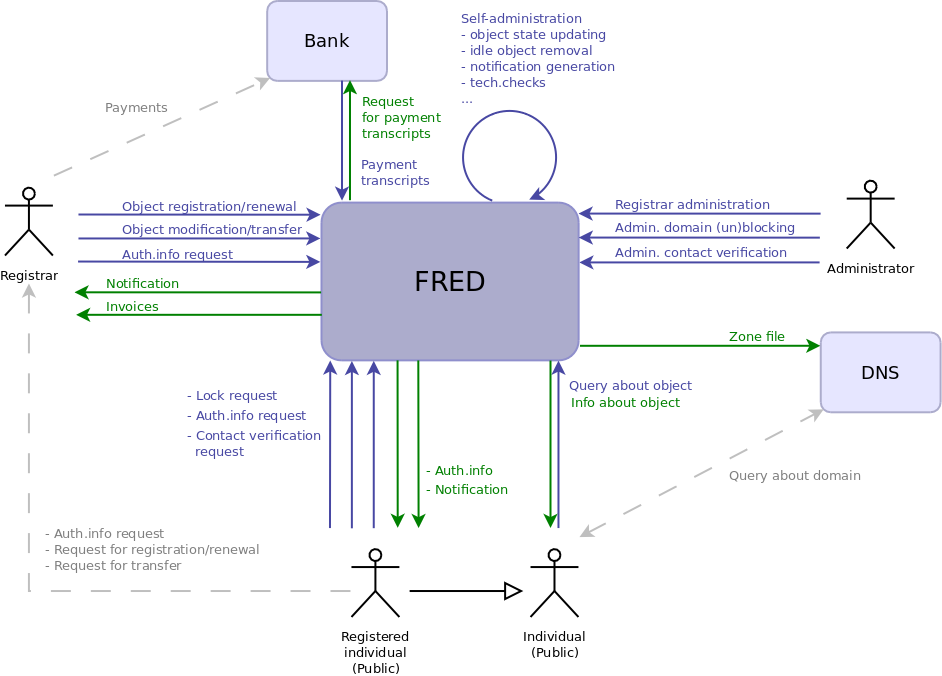 Bank
Self-administration
- object state updating
- idle object removal
- notification generation
- tech.checks
...
Payments
Request
for payment
transcripts
Payment
transcripts
Object registration/renewal
Object modification/transfer
Auth.info request
Notification
Invoices
Registrar
FRED
Registrar administration
Admin. domain (un)blocking
Admin. contact verification
Administrator
Zone file
DNS
- Lock request
- Auth.info request
- Contact verification
request
Query about object
Info about object
- Auth.info
- Notification
Query about domain
- Auth.info request
- Request for registration/renewal
- Request for transfer
Registered
individual
(Public)
Individual
(Public)